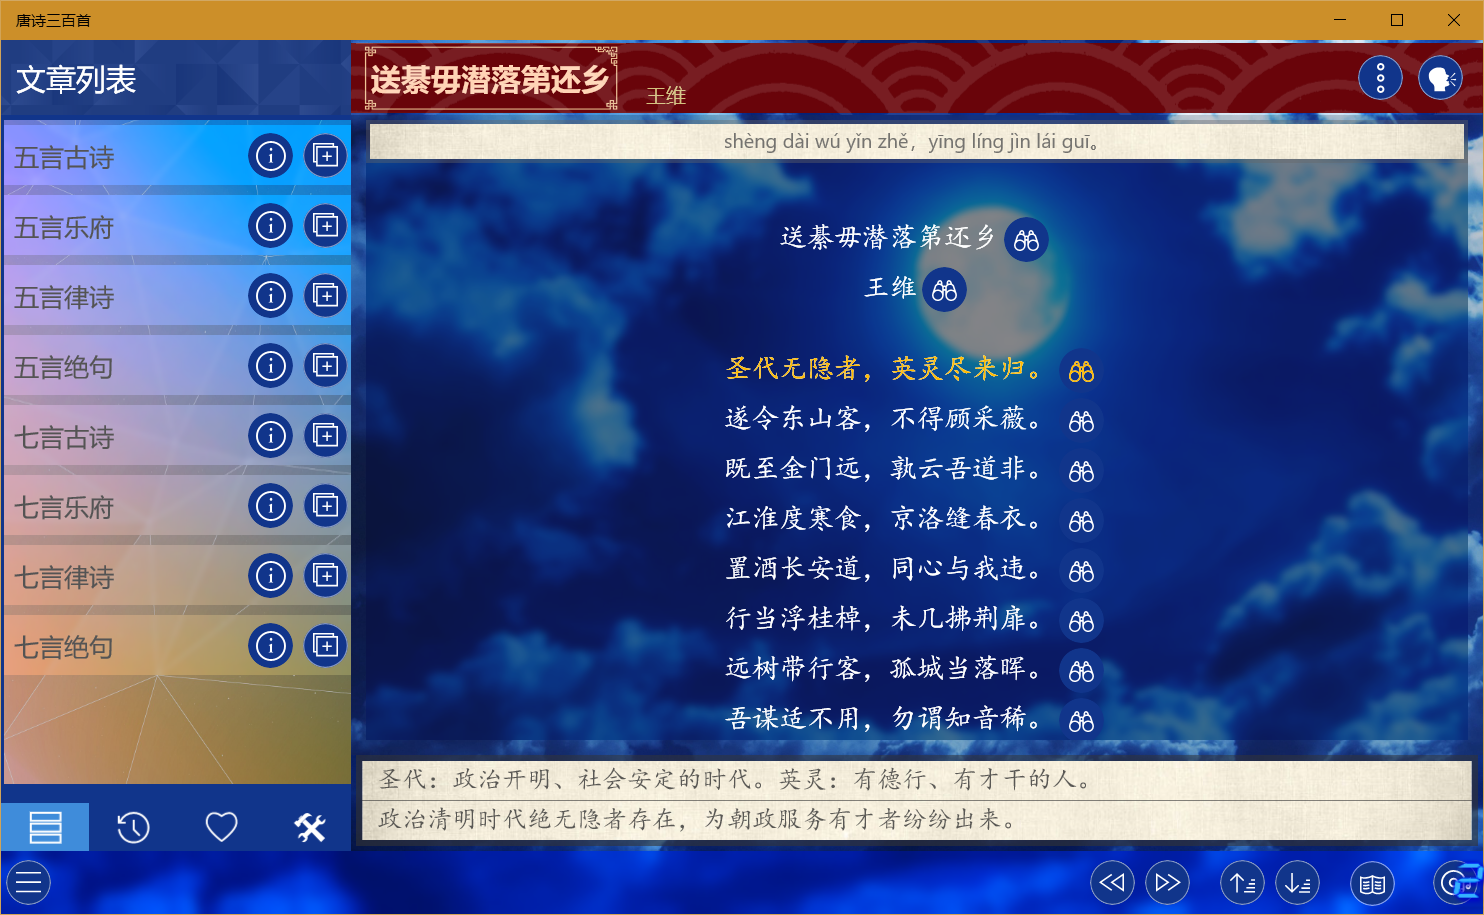 唐诗三百首
文章列表
送綦毋潜落第还乡
王维
五言古诗
五言乐府
五言律诗
五言绝句
七言古诗
七言乐府
七言律诗
七言绝句
shèng dài wú yǐn zhě，yīng líng jìn lái guī。
送綦毋潜落第还乡
王维
圣代无隐者，英灵尽来归。
遂令东山客，不得顾采薇。
既至金门远，孰云吾道非。
江淮度寒食，京洛缝春衣。
置酒长安道，同心与我违。
行当浮桂棹，未几拂荆扉。
远树带行客，孤城当落晖。
吾谋适不用，勿谓知音稀。
圣代：政治开明、社会安定的时代。英灵：有德行、有才干的人。
政治清明时代绝无隐者存在，为朝政服务有才者纷纷出来。